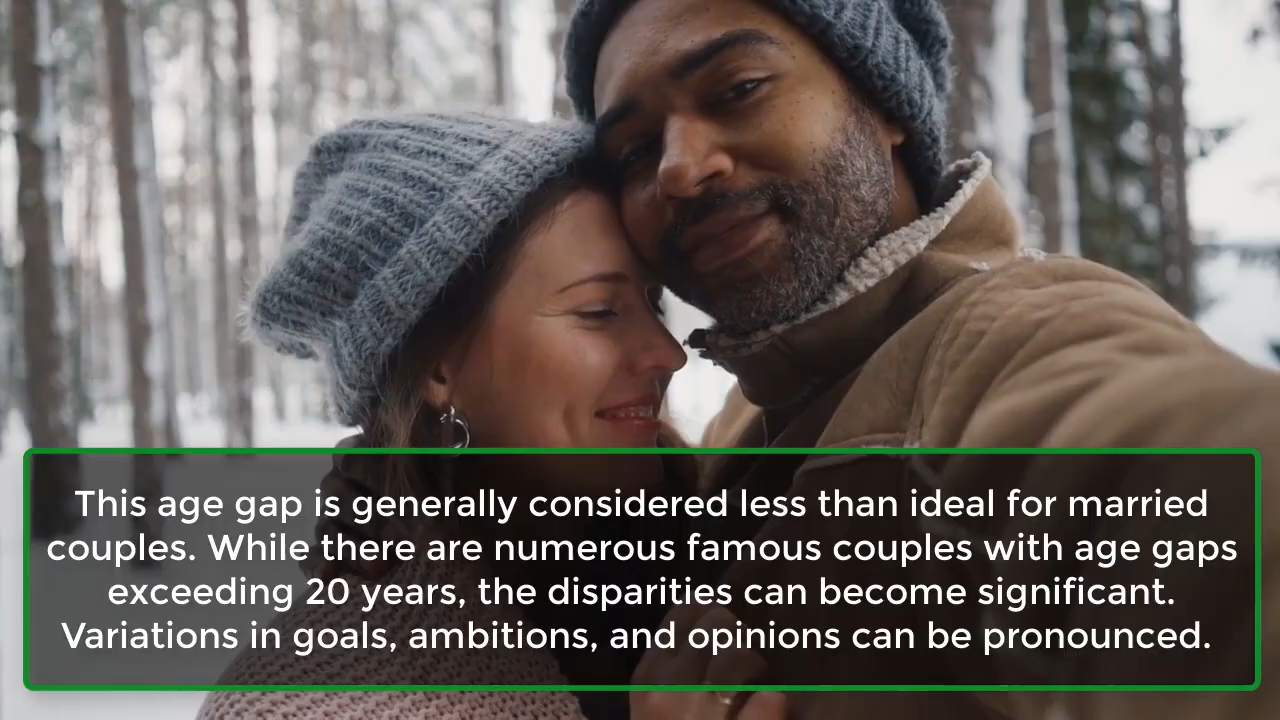 This age gap is generally considered less than ideal for married
couples. While there are numerous famous couples with age gaps
exceeding 20 years, the disparities can become significant.
Variations in goals, ambitions, and opinions can be pronounced.